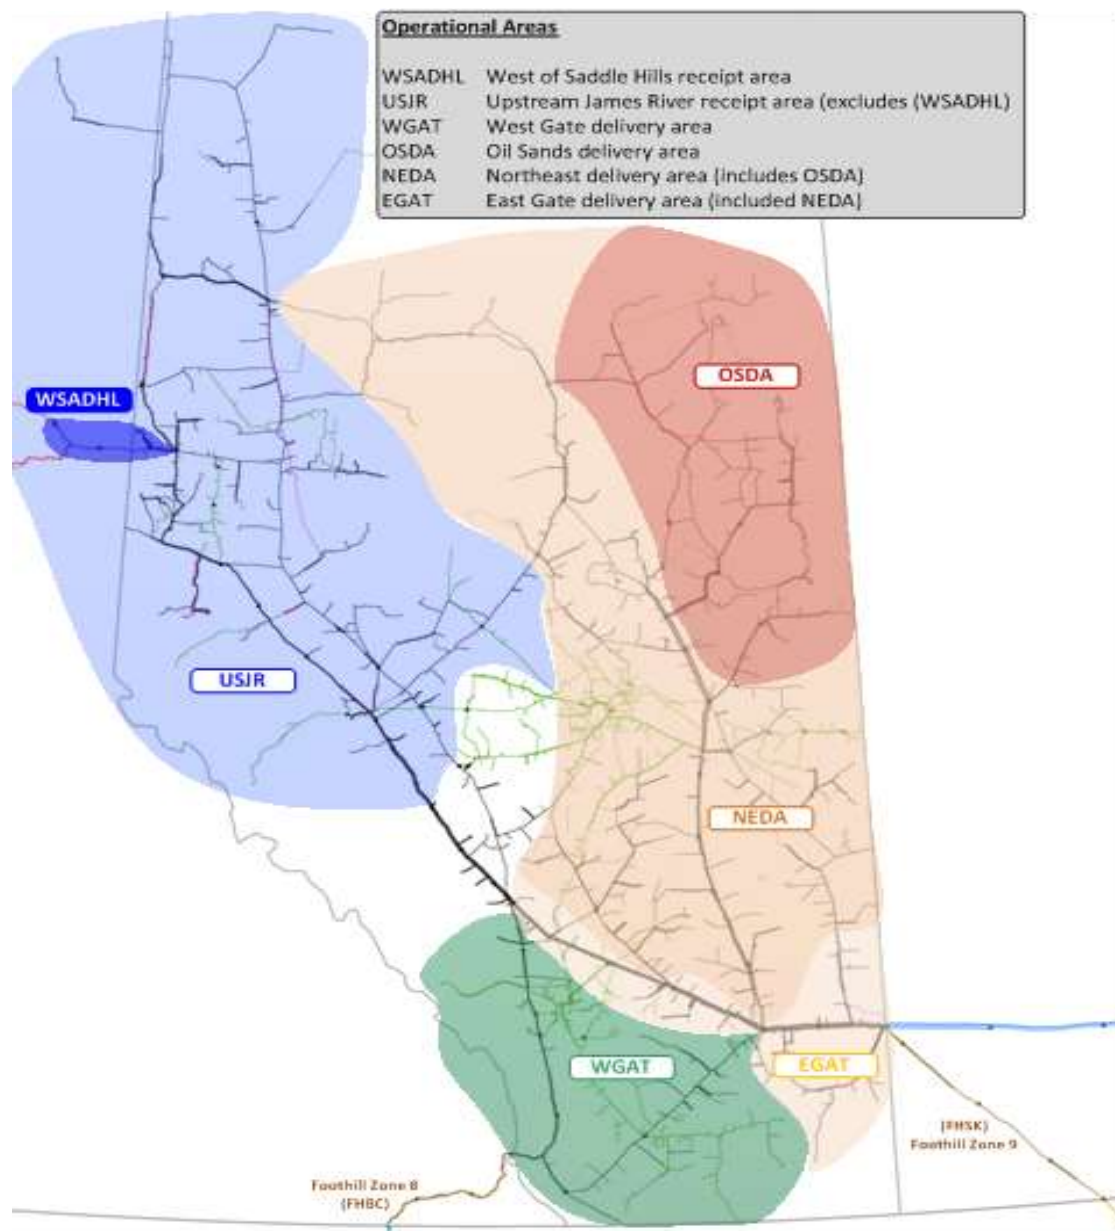 Operational Areas
WSADHL West of Saddle Hills receipt area
USJR Upstream James River receipt area (excludes (WSADHL)
WGAT West Gate delivery area
OSDA Oil Sands delivery area
NEDA Northeast delivery area (includes OSDA)
EGAT East Gate delivery area (included NEDA)
OSDA
WSADHL
USJR
NEDA
WGAT
EGAT
(FHSK)
Foothill Zone 9
Foothill Zone 8
(FHBC)